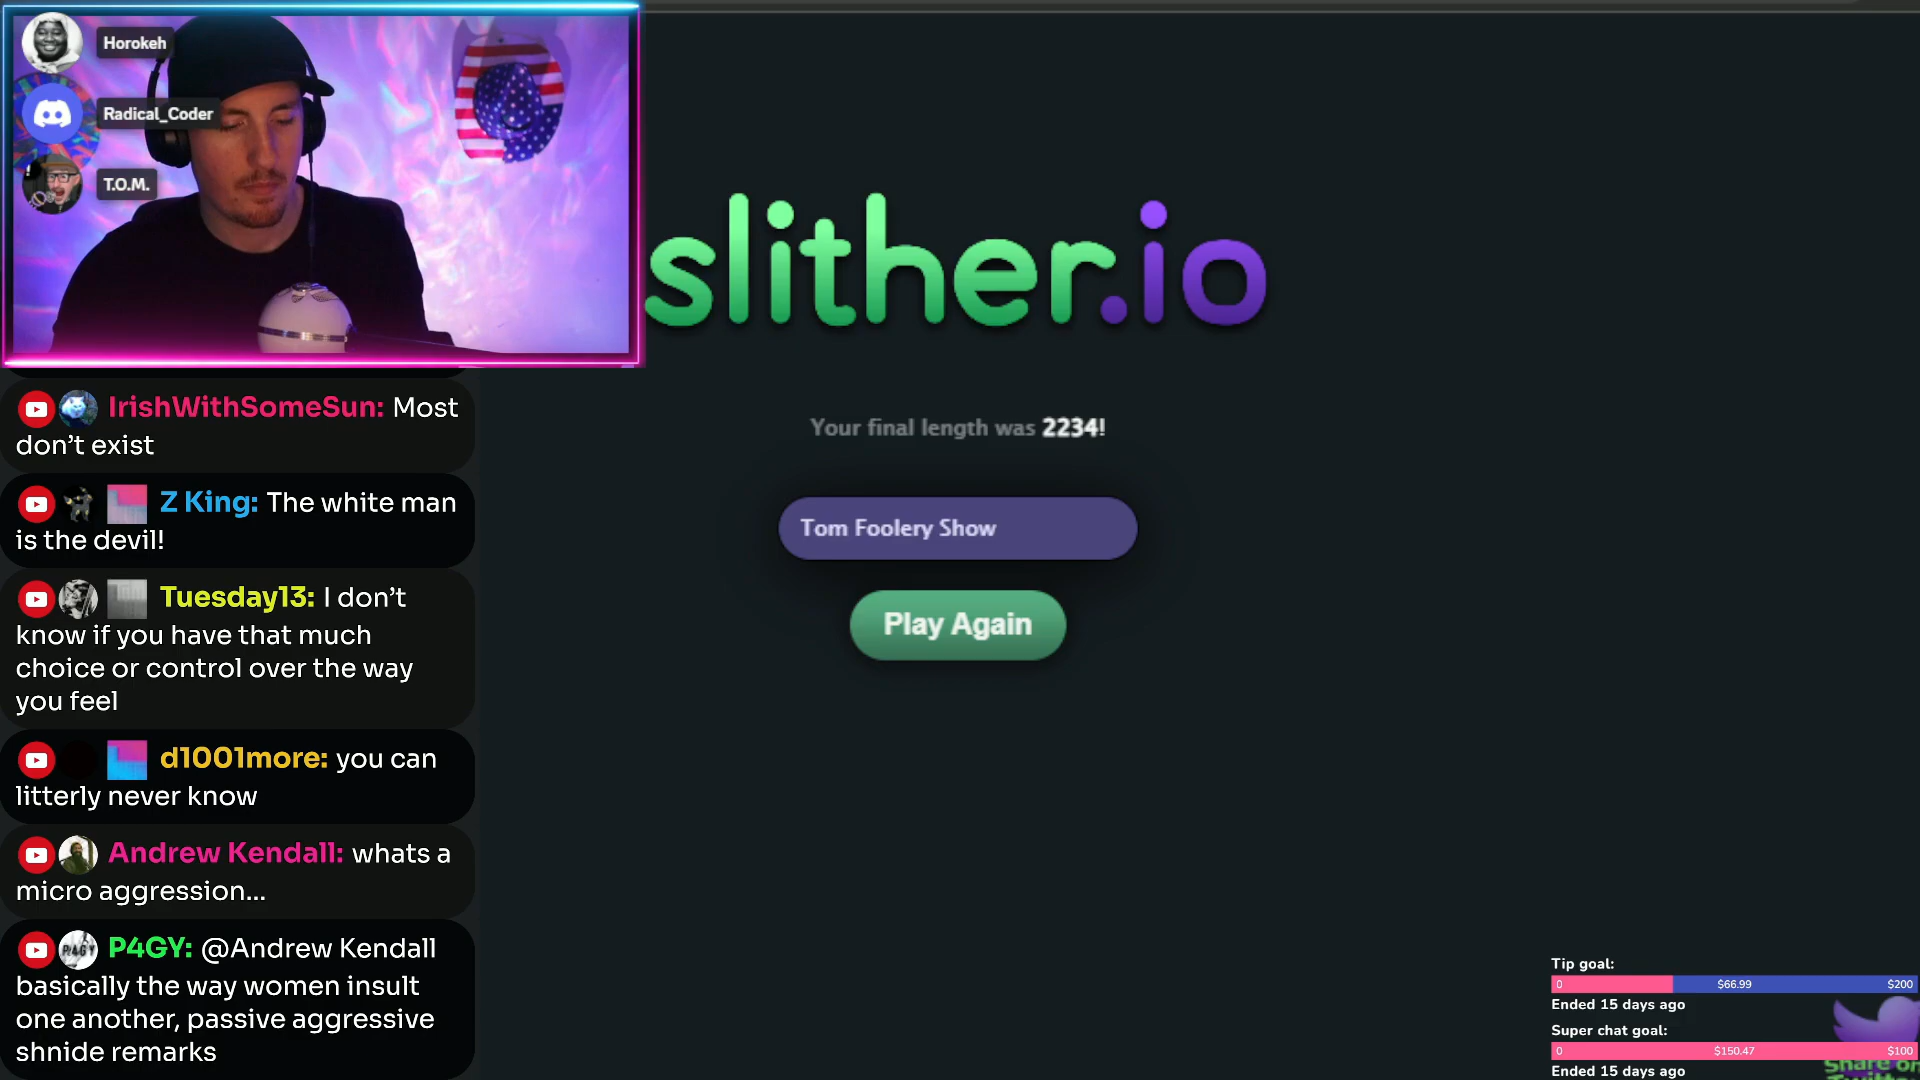 Horokeh
Radical_Coder
T.O.M.
slither.io
Your final length was 2234!
Tom Foolery Show
Play Again
IrishWithSomeSun: Most
don't exist
Z King: The white man
is the devil!
Tuesday13: I don't
know if you have that much
choice or control over the way
you feel
d1001more: you can
litterly never know
Andrew Kendall: whats a
micro aggression...
P4GY: @Andrew Kendall
basically the way women insult
one another, passive aggressive
shnide remarks
Tip goal:
0 $66.99 $200
Ended 15 days ago
Super chat goal:
0 $150.47 $100
Ended 15 days ago
Share on